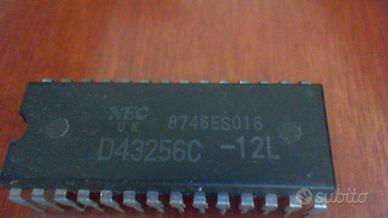 NEC 8746ES016
UK
D43256C -12L
subito